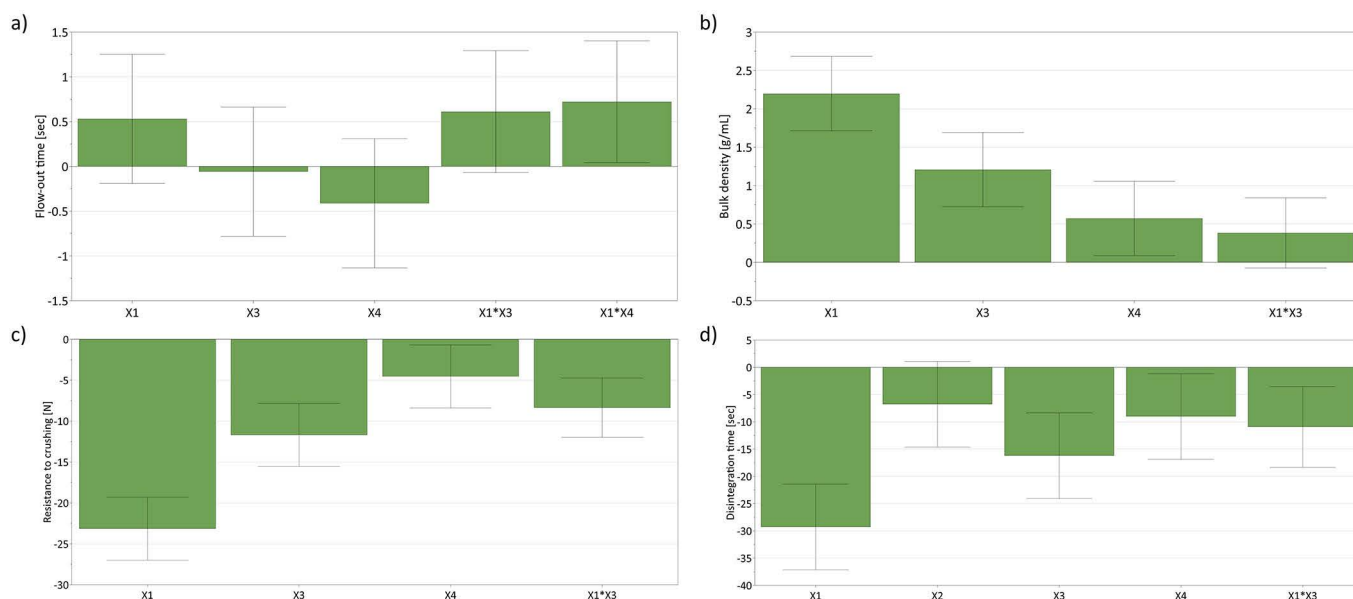 a)
Flow-out time [sec]
1.5
1
0.5
0
-0.5
-1
-1.5
X1 X3 X4 X1*X3 X1*X4
b)
Bulk density [g/mL]
3
2.5
2
1.5
1
0.5
0
-0.5
X1 X3 X4 X1*X3
c)
Resistance to crushing [N]
0
-5
-10
-15
-20
-25
-30
X1 X3 X4 X1*X3
d)
Disintegration time [sec]
5
0
-5
-10
-15
-20
-25
-30
-35
-40
X1 X2 X3 X4 X1*X3